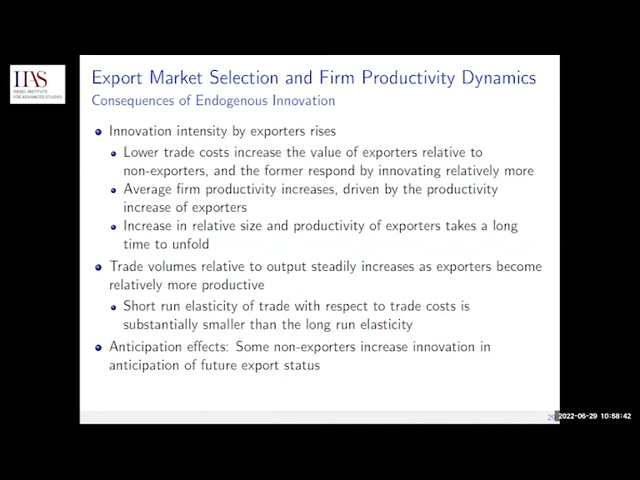 IIAS
ISRAEL INSTITUTE
FOR ADVANCED STUDIES
Export Market Selection and Firm Productivity Dynamics
Consequences of Endogenous Innovation
Innovation intensity by exporters rises
Lower trade costs increase the value of exporters relative to
non-exporters, and the former respond by innovating relatively more
Average firm productivity increases, driven by the productivity
increase of exporters
Increase in relative size and productivity of exporters takes a long
time to unfold
Trade volumes relative to output steadily increases as exporters become
relatively more productive
Short run elasticity of trade with respect to trade costs is
substantially smaller than the long run elasticity
Anticipation effects: Some non-exporters increase innovation in
anticipation of future export status
2022-06-29 10:58:42